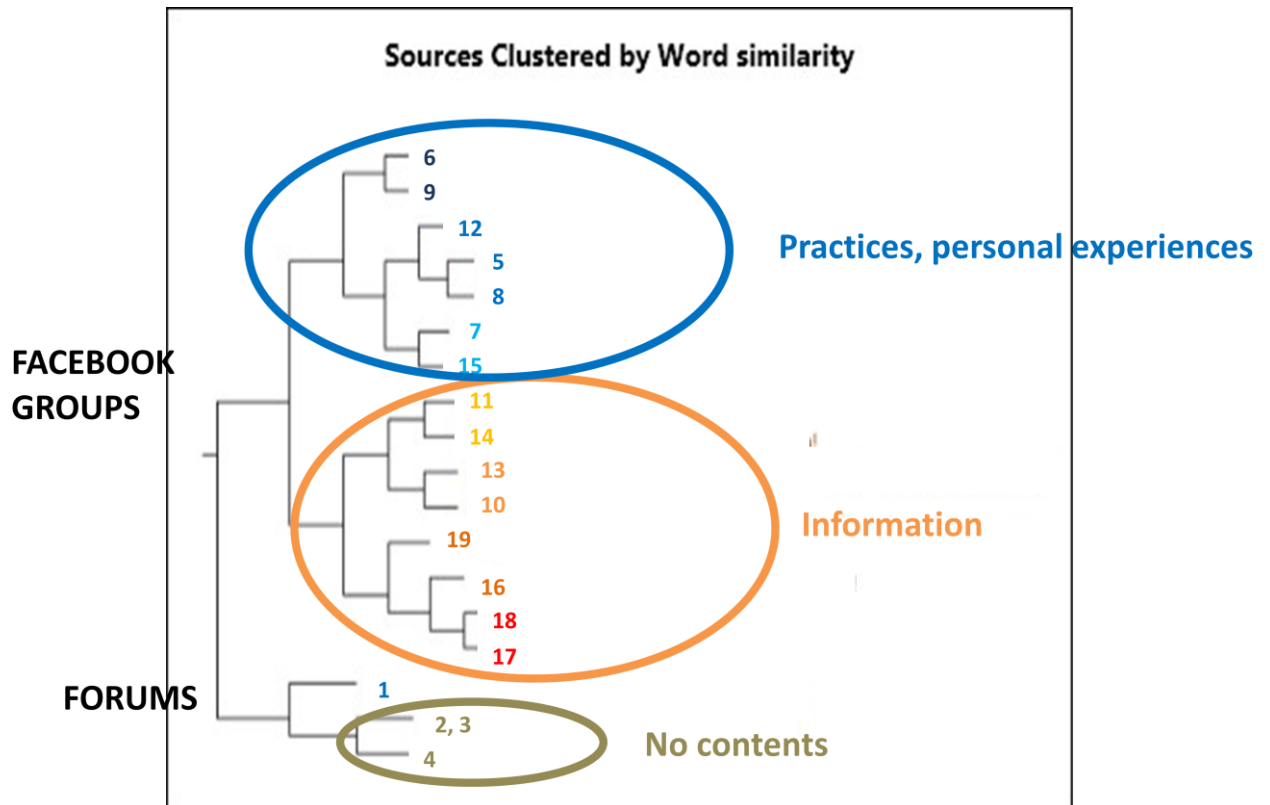 Sources Clustered by Word similarity
6
9
12
Practices, personal experiences
5
8
7
FACEBOOK
GROUPS
15
11
14
13
10
Information
19
16
18
17
FORUMS
1
2, 3
No contents
4